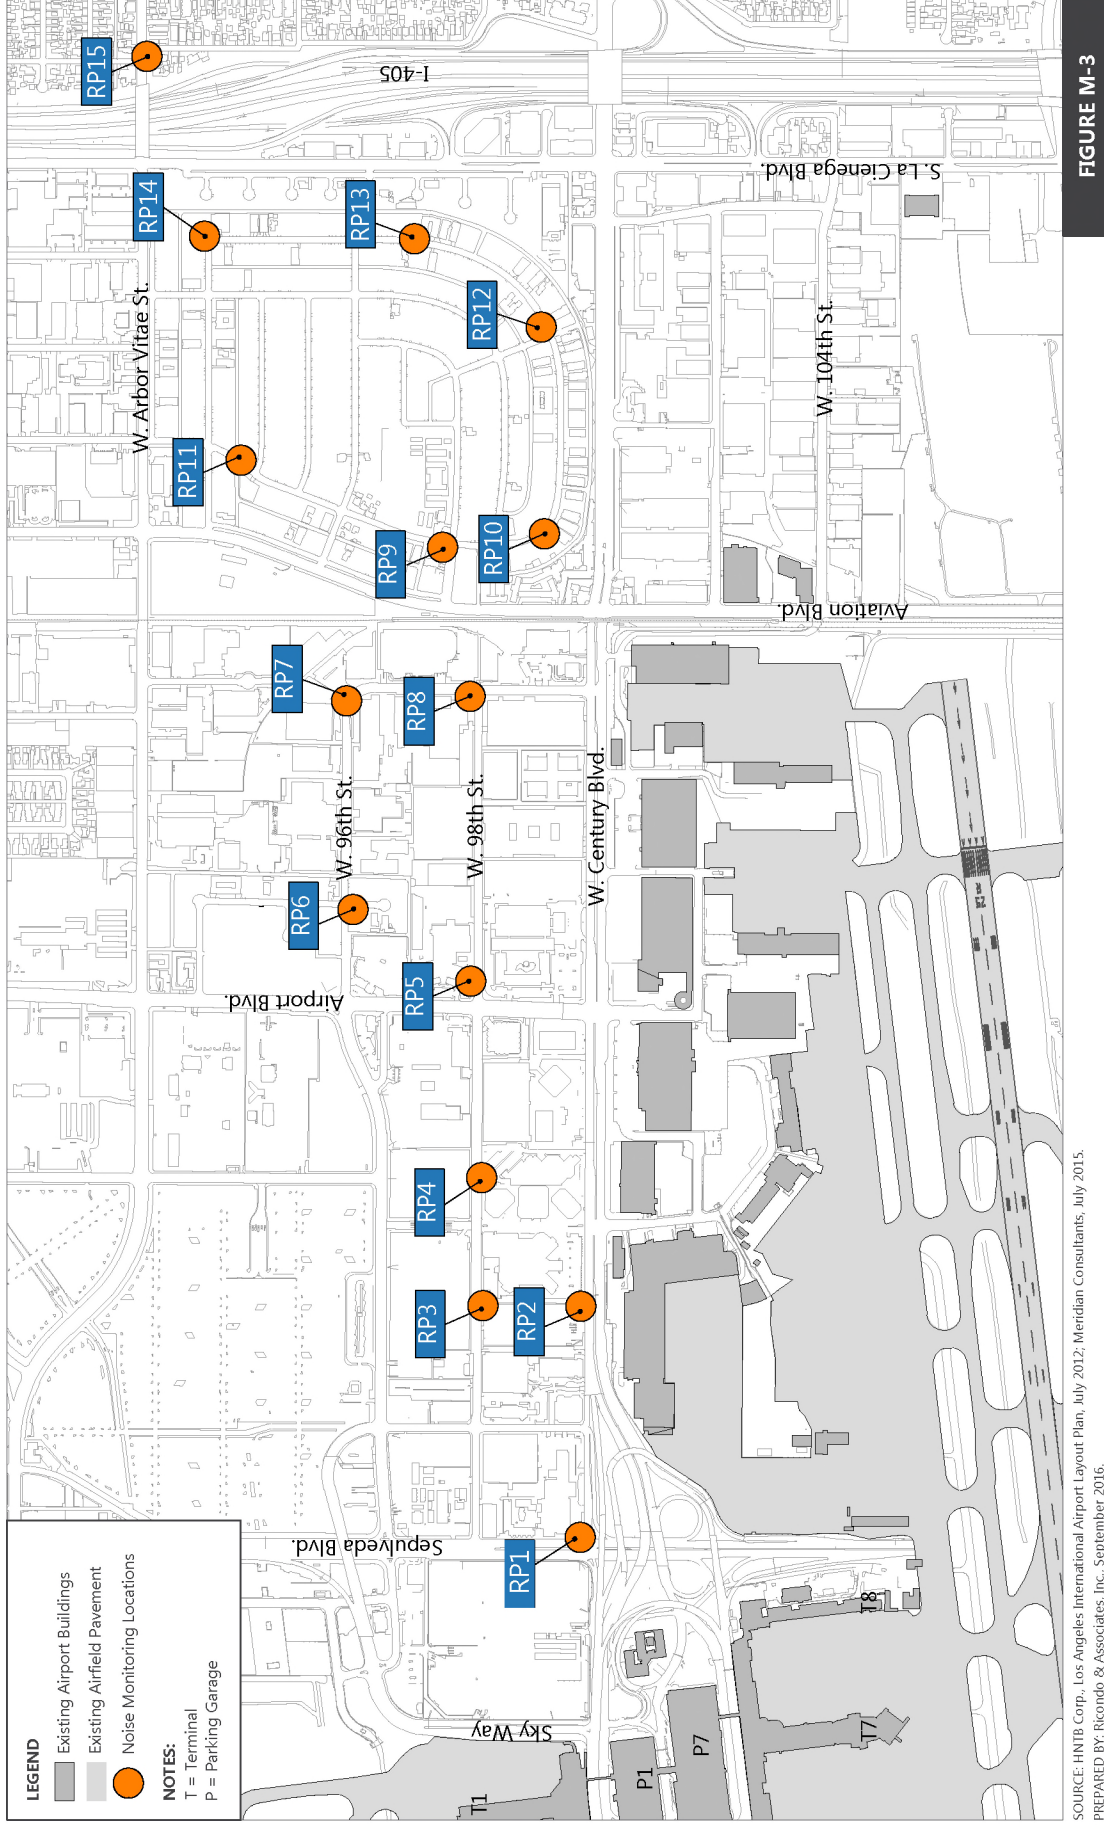 LEGEND
Existing Airport Buildings
Existing Airfield Pavement
Noise Monitoring Locations
NOTES:
T = Terminal
P = Parking Garage
RP1
RP2
RP3
RP4
RP5
RP6
RP7
RP8
RP9
RP10
RP11
RP12
RP13
RP14
RP15
W. Arbor Vitae St.
W. 96th St.
W. 98th St.
W. Century Blvd.
W. 104th St.
Sky Way
Sepulveda Blvd.
Airport Blvd.
Aviation Blvd.
S. La Cienega Blvd.
I-405
T1
P1
P7
T7
T8
SOURCE: HNTB Corp., Los Angeles International Airport Layout Plan, July 2012; Meridian Consultants, July 2015.
PREPARED BY: Ricondo & Associates, Inc., September 2016.
FIGURE M-3